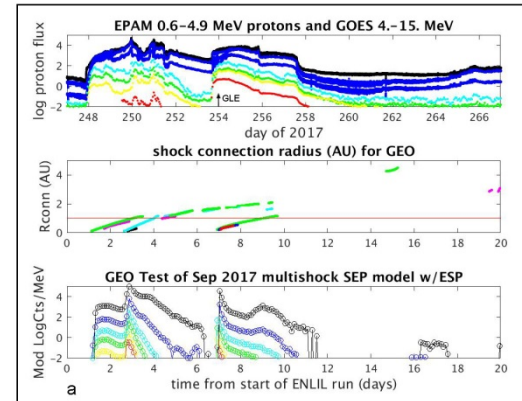 EPAM 0.6-4.9 MeV protons and GOES 4.-15. MeV
log proton flux
4
2
0
-2
GLE
248 250 252 254 256 258 260 262 264 266
day of 2017
shock connection radius (AU) for GEO
Rconn (AU)
4
2
0
0 2 4 6 8 10 12 14 16 18 20
GEO Test of Sep 2017 multishock SEP model w/ESP
Mod LogCts/MeV
4
2
0
-2
0 2 4 6 8 10 12 14 16 18 20
a time from start of ENLIL run (days)